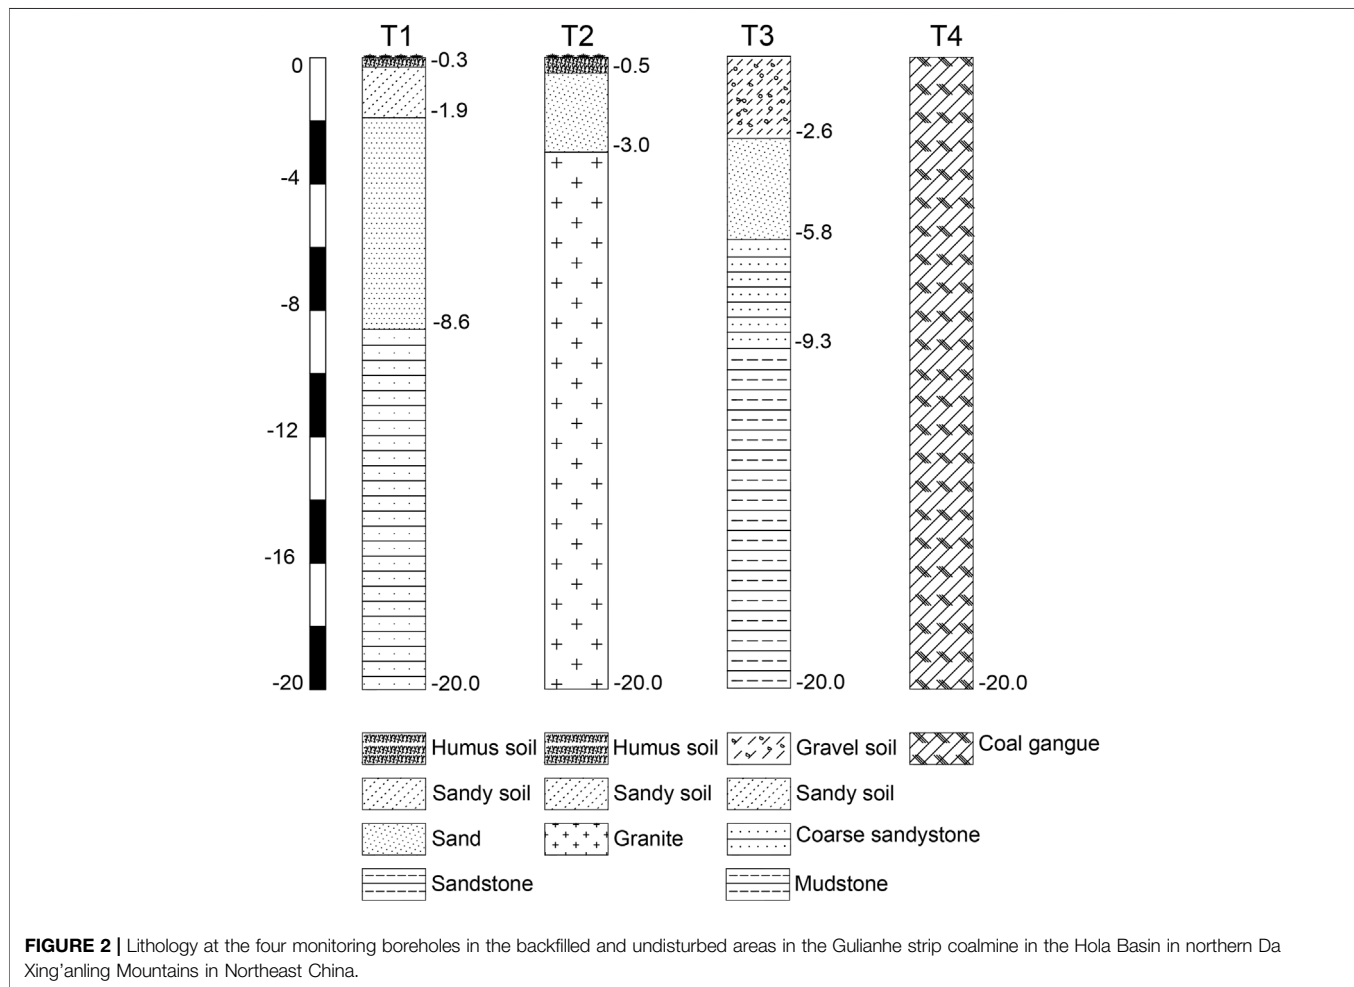 T1 T2 T3 T4
0
-4
-8
-12
-16
-20
-0.3
-1.9
-8.6
-20.0
-0.5
-3.0
-20.0
-2.6
-5.8
-9.3
-20.0
-20.0
Humus soil Humus soil Gravel soil Coal gangue
Sandy soil Sandy soil Sandy soil
Sand Granite Coarse sandystone
Sandstone Mudstone
FIGURE 2 | Lithology at the four monitoring boreholes in the backfilled and undisturbed areas in the Gulianhe strip coalmine in the Hola Basin in northern Da
Xing’anling Mountains in Northeast China.